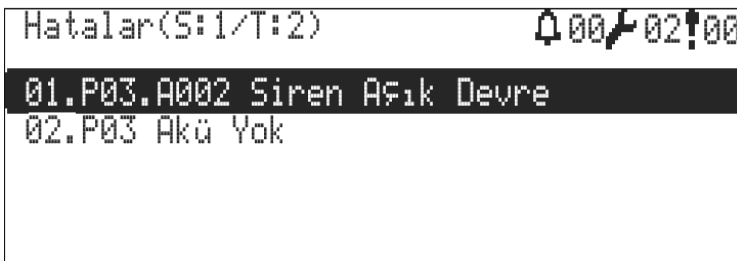 Hatalar(S:1/T:2) 00 02 00
01.P03.A002 Siren Açık Devre
02.P03 Akü Yok